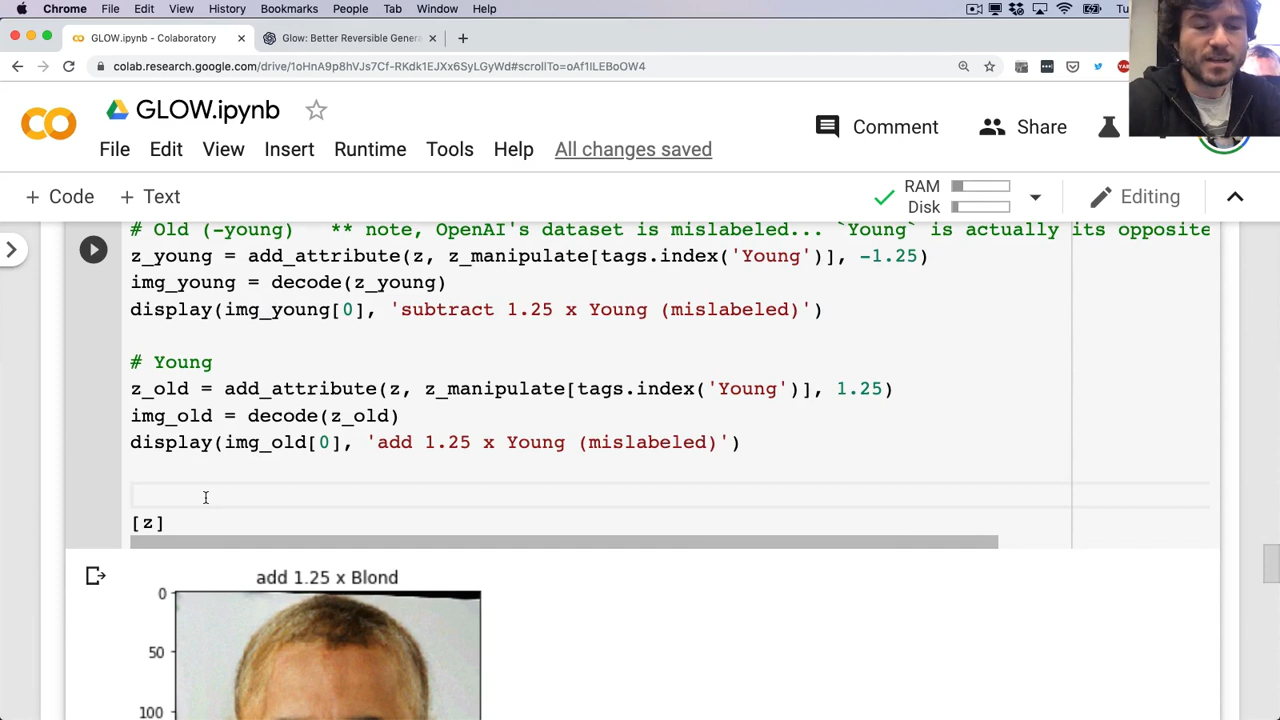 Chrome File Edit View History Bookmarks People Tab Window Help Tu
GLOW.ipynb - Colaboratory
Glow: Better Reversible Genera
colab.research.google.com/drive/1oHnA9p8hVJs7Cf-RKdk1EJXx6SyLGyWd#scrollTo=oAf1ILEBoOW4
GLOW.ipynb
File Edit View Insert Runtime Tools Help All changes saved
Comment Share
+ Code + Text
RAM
Disk
Editing
# Old (-young) ** note, OpenAI's dataset is mislabeled... `Young` is actually its opposite
z_young = add_attribute(z, z_manipulate[tags.index('Young')], -1.25)
img_young = decode(z_young)
display(img_young[0], 'subtract 1.25 x Young (mislabeled)')
# Young
z_old = add_attribute(z, z_manipulate[tags.index('Young')], 1.25)
img_old = decode(z_old)
display(img_old[0], 'add 1.25 x Young (mislabeled)')
[z]
add 1.25 x Blond
0
50
100